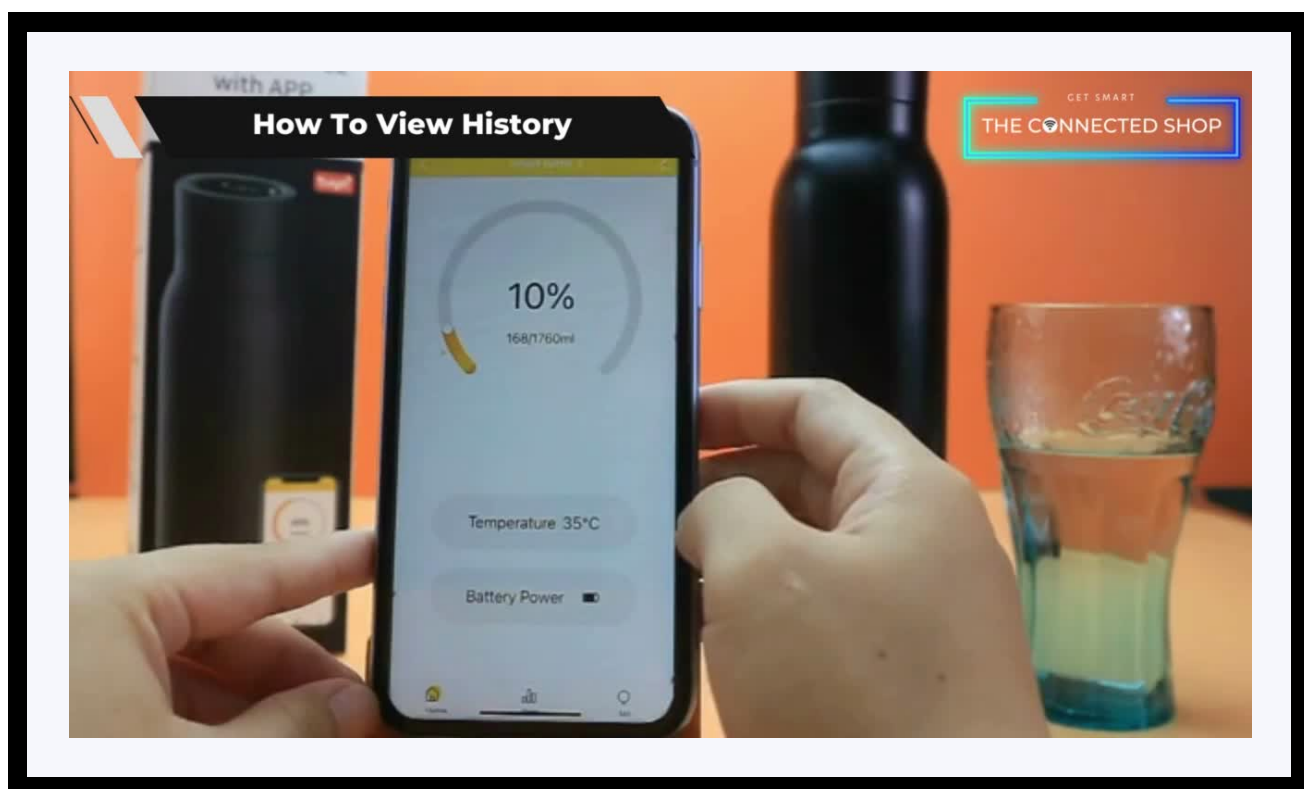 with APP
How To View History
GET SMART
THE CONNECTED SHOP
10%
168/1760ml
Temperature 35°C
Battery Power